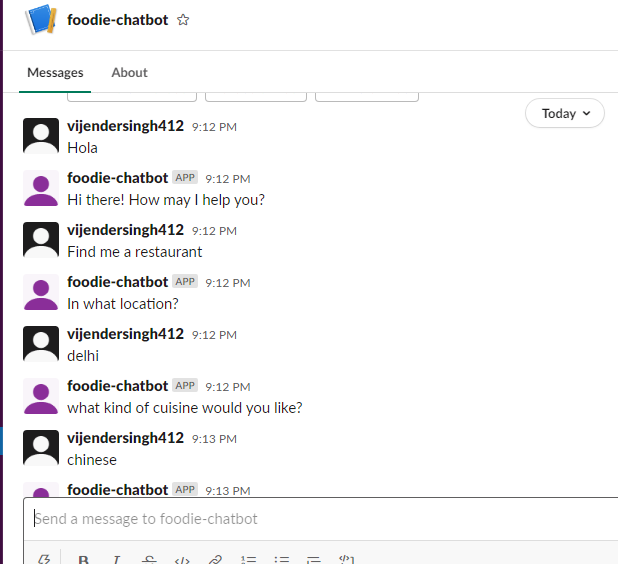 foodie-chatbot
Messages About
Today
vijendersingh412 9:12 PM
Hola
foodie-chatbot APP 9:12 PM
Hi there! How may I help you?
vijendersingh412 9:12 PM
Find me a restaurant
foodie-chatbot APP 9:12 PM
In what location?
vijendersingh412 9:12 PM
delhi
foodie-chatbot APP 9:12 PM
what kind of cuisine would you like?
vijendersingh412 9:13 PM
chinese
foodie-chatbot APP 9:13 PM
Send a message to foodie-chatbot
B I S </>